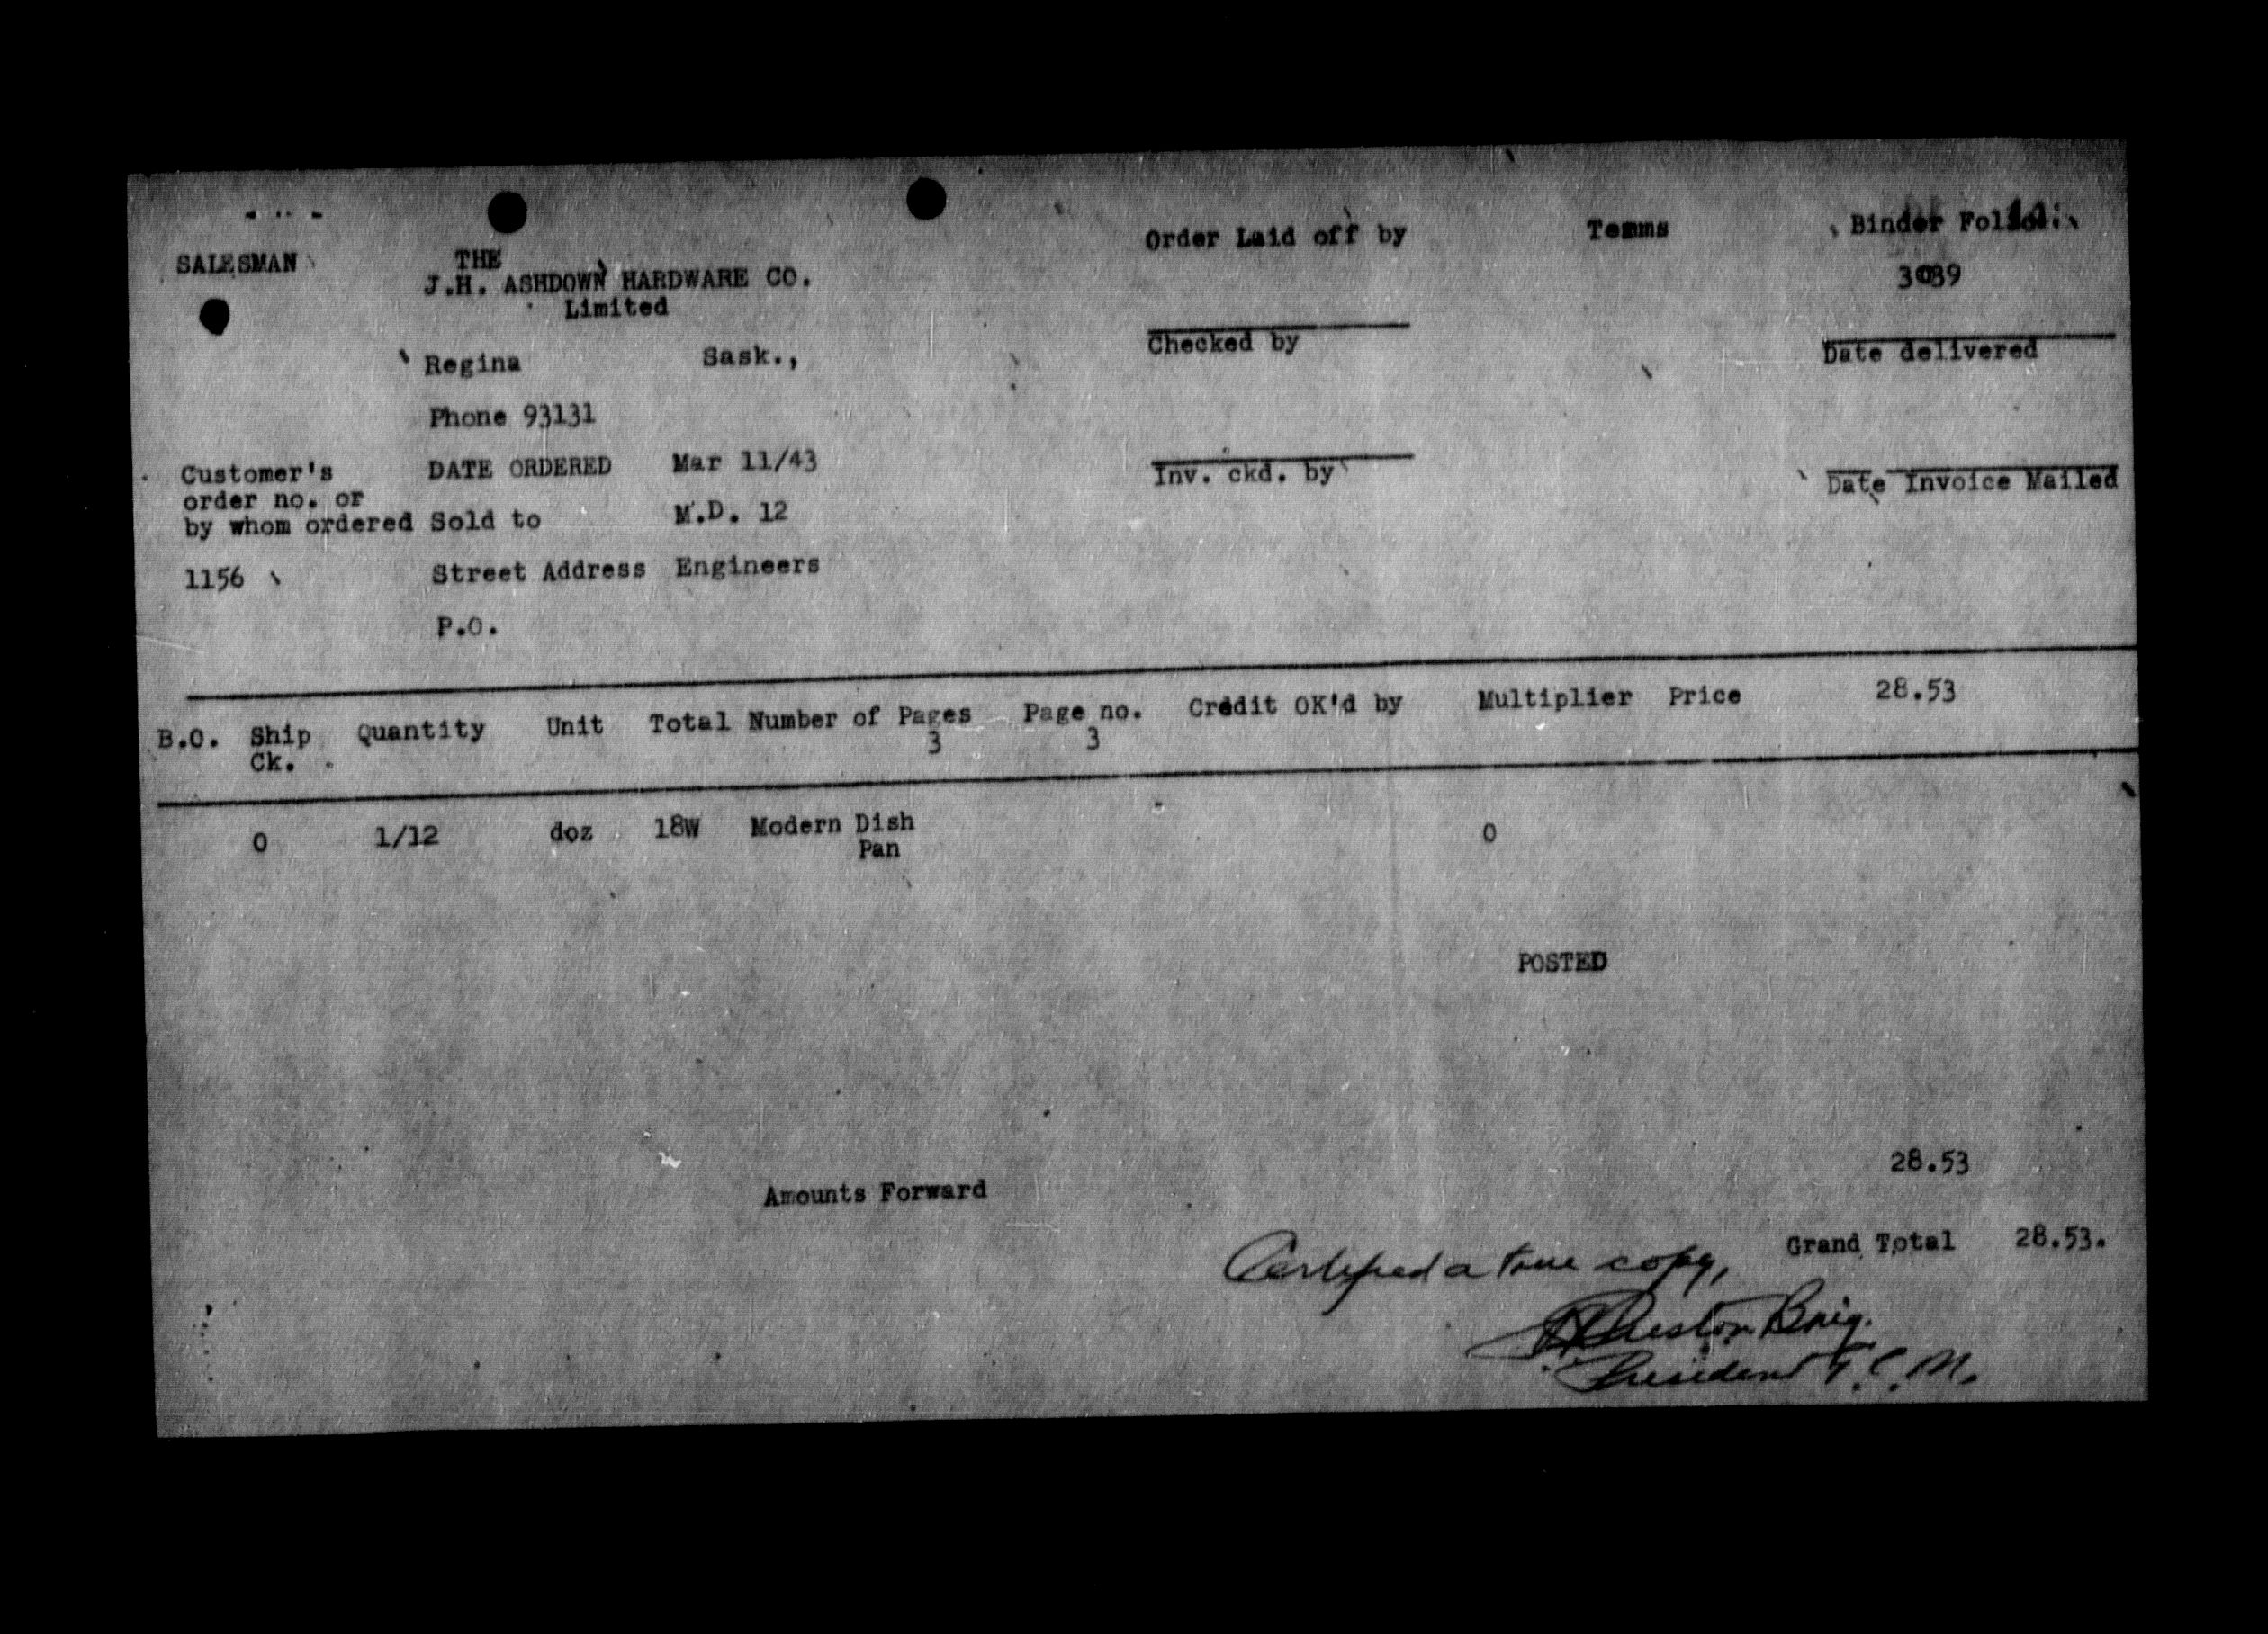 SALESMAN
THE
J.H. ASHDOWN HARDWARE CO.
Limited
Regina Sask.,
Phone 93131
Customer's
order no. or
by whom ordered
1156
DATE ORDERED Mar 11/43
Sold to M.D. 12
Street Address Engineers
P.O.
Order Laid off by
Checked by
Inv. ckd. by
Temms
Binder
Date delivered
Date Invoice Mailed
B.O. Ship Quantity Unit Total Number of Pages Page no. Credit OK'd by Multiplier Price 28.53
Ck. 3 3
0 1/12 doz 18W Modern Dish 0
Pan
POSTED
28.53
Amounts Forward
Grand Total 28.53.
Certified a true copy,
Brig.
President T.C.M.